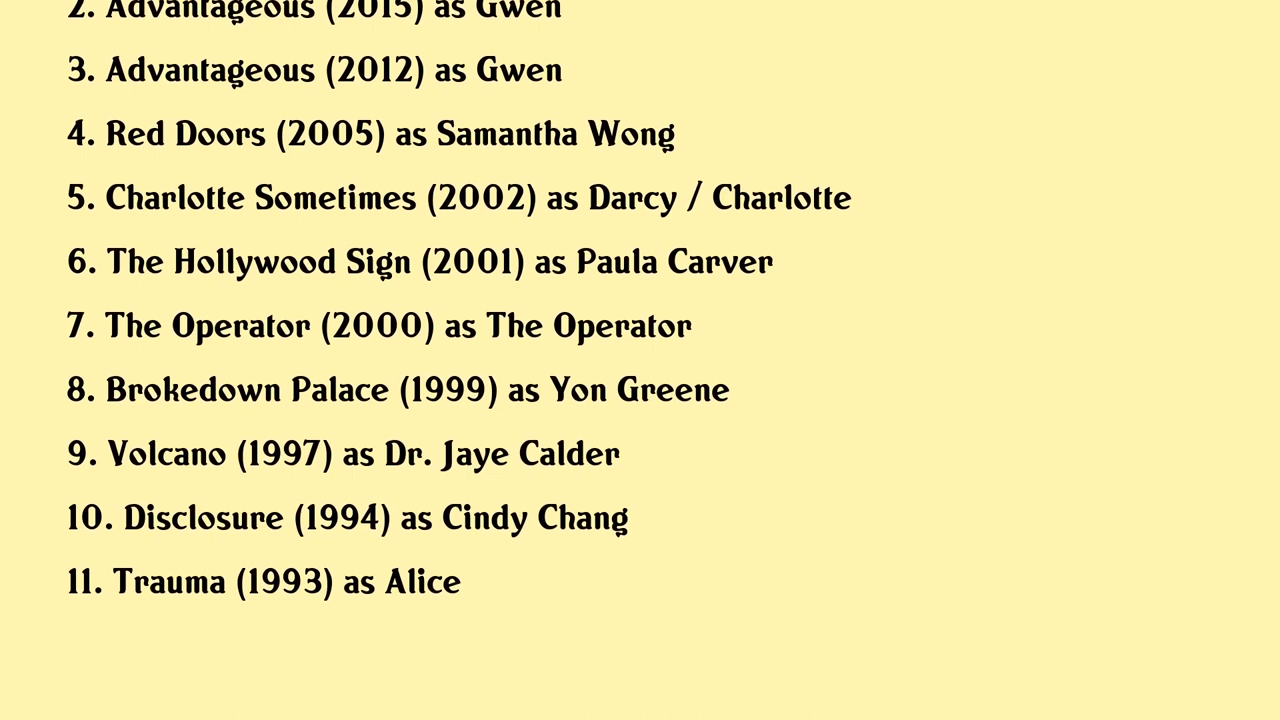 2. Advantageous (2015) as Gwen
3. Advantageous (2012) as Gwen
4. Red Doors (2005) as Samantha Wong
5. Charlotte Sometimes (2002) as Darcy / Charlotte
6. The Hollywood Sign (2001) as Paula Carver
7. The Operator (2000) as The Operator
8. Brokedown Palace (1999) as Yon Greene
9. Volcano (1997) as Dr. Jaye Calder
10. Disclosure (1994) as Cindy Chang
11. Trauma (1993) as Alice